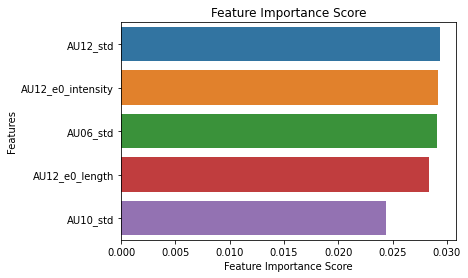 Feature Importance Score
Features
AU12_std
AU12_e0_intensity
AU06_std
AU12_e0_length
AU10_std
0.000 0.005 0.010 0.015 0.020 0.025 0.030
Feature Importance Score